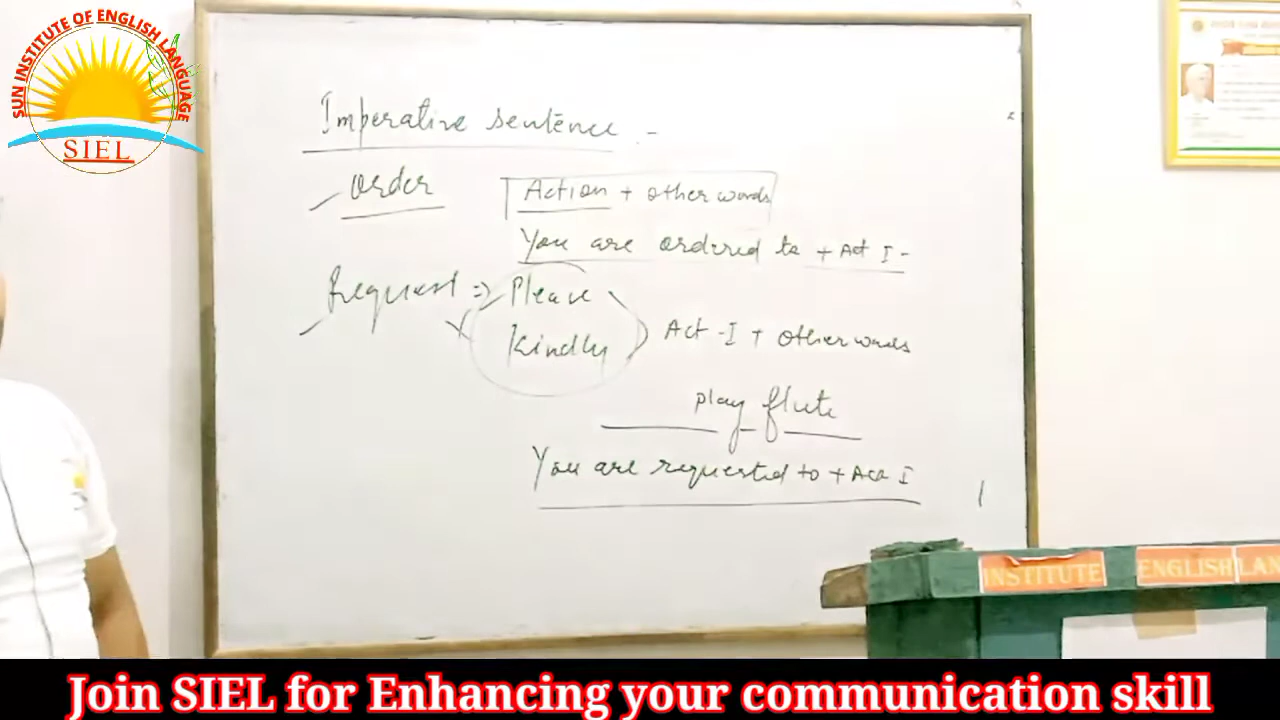 SUN INSTITUTE OF ENGLISH LANGUAGE
SIEL
Imperative sentence -
order
Action + other words
You are ordered to + Act I -
Request => Please
Kindly
Act - I + other words
play flute
You are requested to + Act I
INSTITUTE ENGLISH LAN
Join SIEL for Enhancing your communication skill